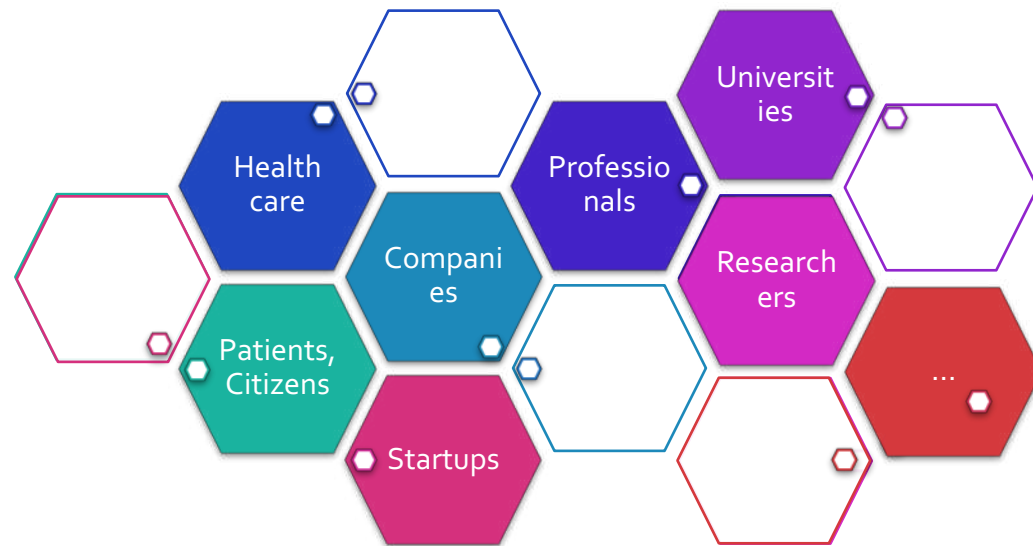 Universit
ies
Health
care
Professio
nals
Compani
es
Research
ers
Patients,
Citizens
...
Startups